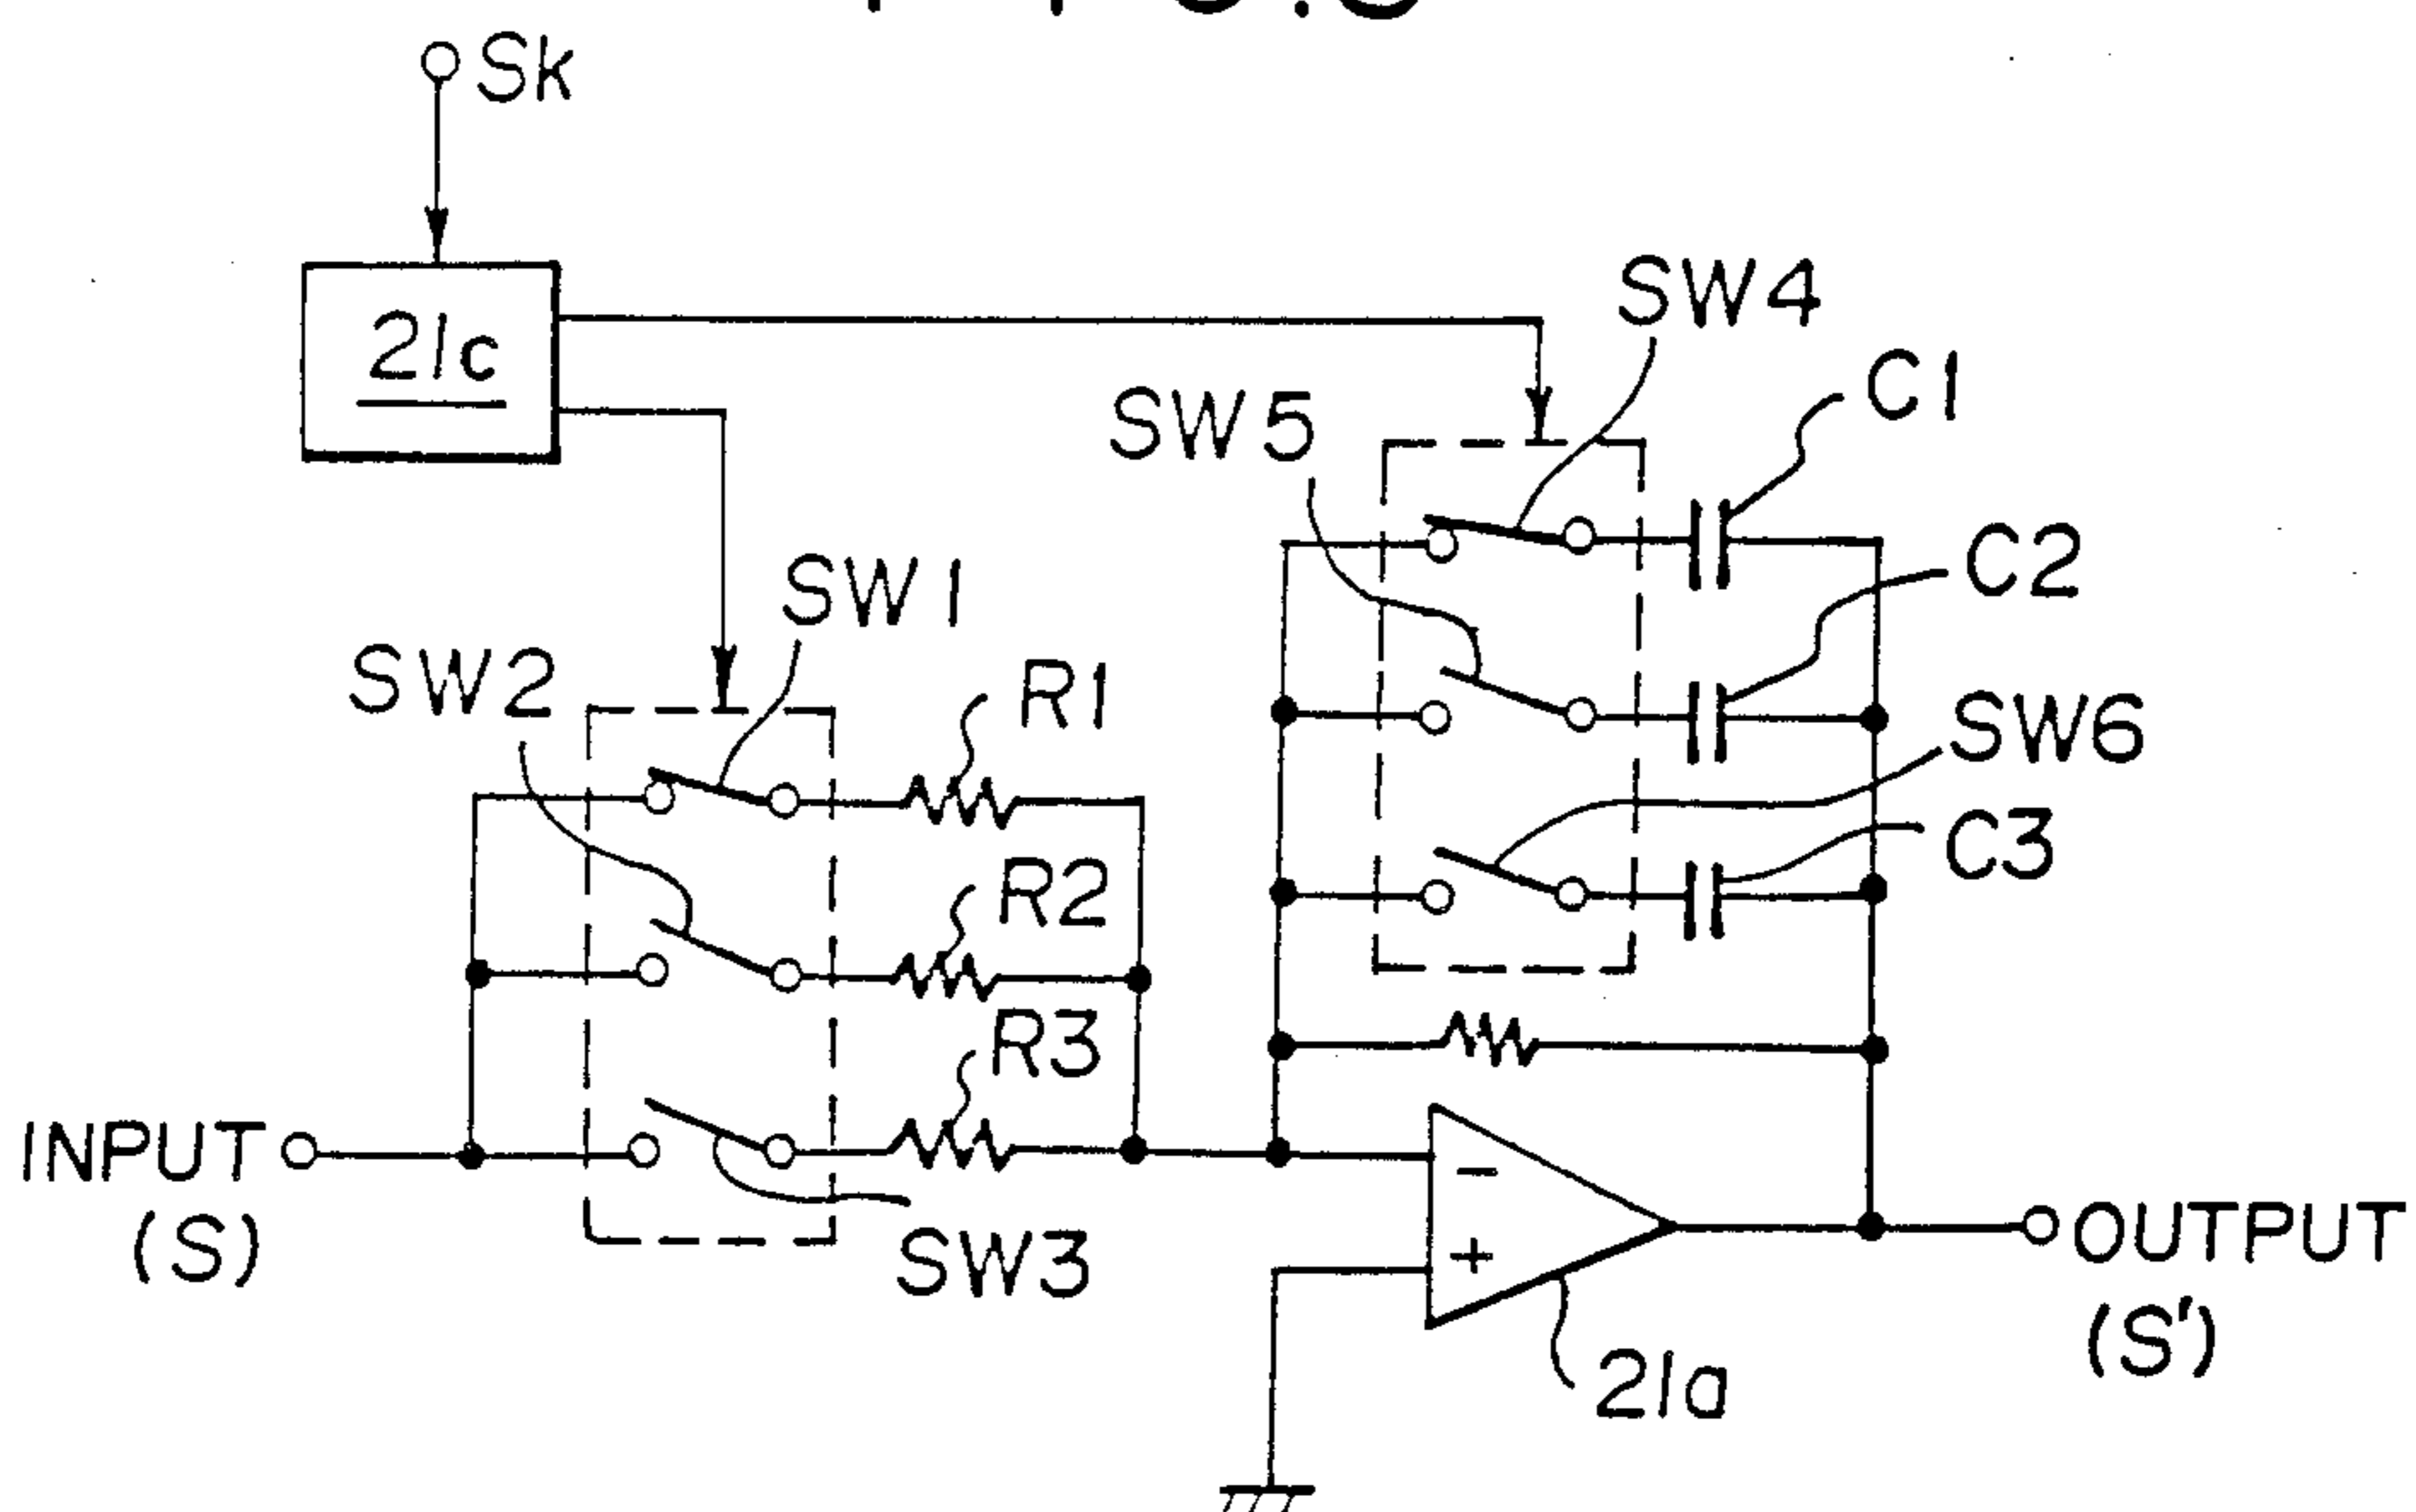 Sk
21c
SW4
C1
SW5
C2
SW1
SW2
R1
SW6
R2
C3
R3
INPUT
(S)
SW3
-
+
OUTPUT
(S')
21a